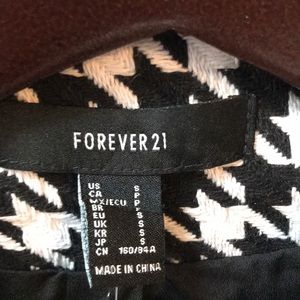 FOREVER 21
US S
CA P
MX/ECU P
BR P
EU S
UK S
KR S
JP S
CN 160/84A
MADE IN CHINA